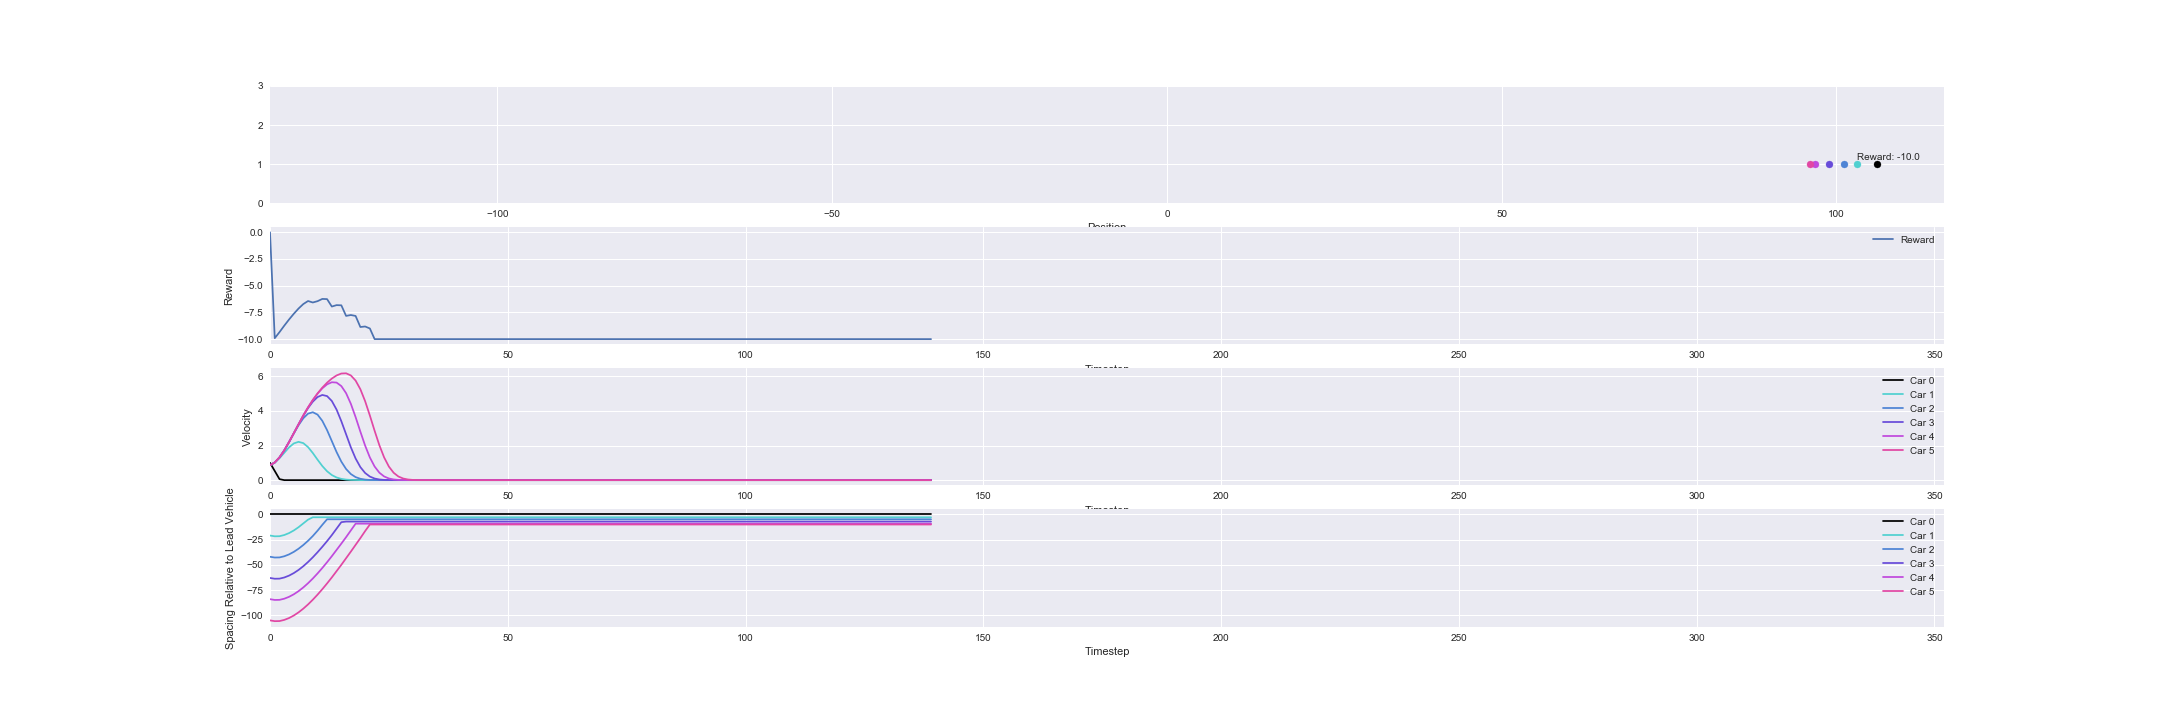 3
2
1
0
Reward: -10.0
−100 −50 0 50 100
Position
Reward
0.0
−2.5
−5.0
−7.5
−10.0
Reward
0 50 100 150 200 250 300 350
Timestep
Velocity
6
4
2
0
Car 0
Car 1
Car 2
Car 3
Car 4
Car 5
0 50 100 150 200 250 300 350
Timestep
Spacing Relative to Lead Vehicle
0
−25
−50
−75
−100
Car 0
Car 1
Car 2
Car 3
Car 4
Car 5
0 50 100 150 200 250 300 350
Timestep